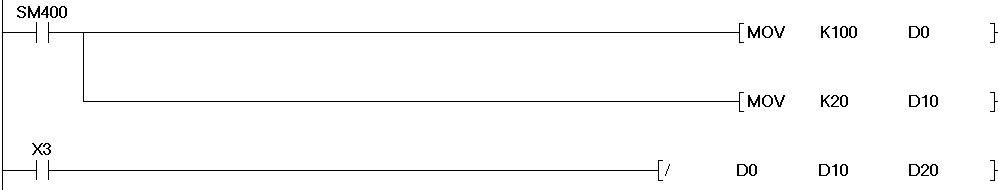 SM400
[MOV K100 D0 ]
[MOV K20 D10 ]
X3
[/ D0 D10 D20 ]